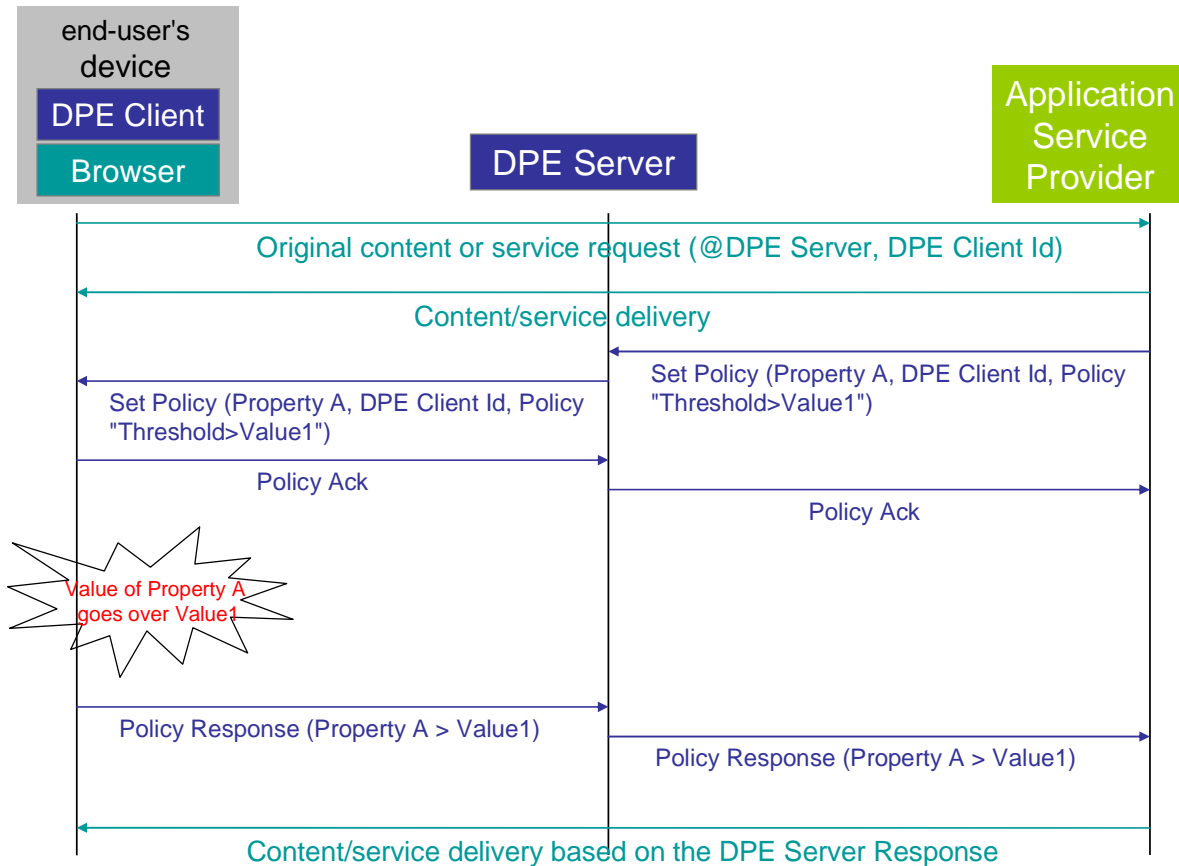 end-user's
device
DPE Client
Browser
DPE Server
Application
Service
Provider
Original content or service request (@DPE Server, DPE Client Id)
Content/service delivery
Set Policy (Property A, DPE Client Id, Policy
"Threshold>Value1")
Set Policy (Property A, DPE Client Id, Policy
"Threshold>Value1")
Policy Ack
Policy Ack
Value of Property A
goes over Value1
Policy Response (Property A > Value1)
Policy Response (Property A > Value1)
Content/service delivery based on the DPE Server Response